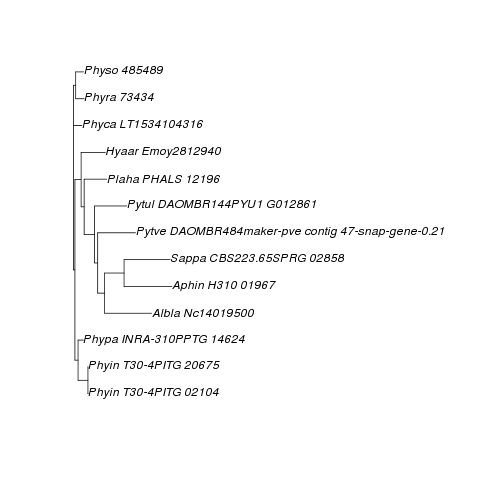 Physo 485489
Phyra 73434
Phyca LT1534104316
Hyaar Emoy2812940
Plaha PHALS 12196
Pytul DAOMBR144PYU1 G012861
Pytve DAOMBR484maker-pve contig 47-snap-gene-0.21
Sappa CBS223.65SPRG 02858
Aphin H310 01967
Albla Nc14019500
Phypa INRA-310PPTG 14624
Phyin T30-4PITG 20675
Phyin T30-4PITG 02104